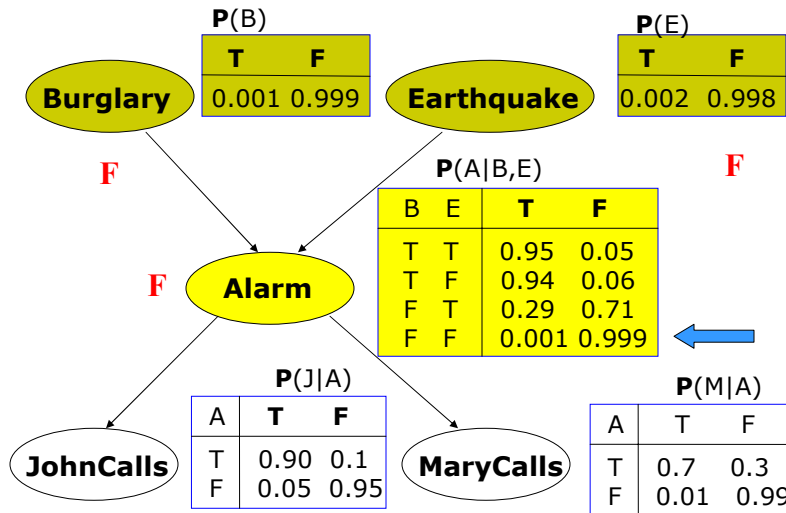 P(B)
T F
0.001 0.999
Burglary
P(E)
T F
0.002 0.998
Earthquake
F
F
P(A|B,E)
B E T F
T T 0.95 0.05
T F 0.94 0.06
F T 0.29 0.71
F F 0.001 0.999
F
Alarm
P(J|A)
A T F
T 0.90 0.1
F 0.05 0.95
JohnCalls
MaryCalls
P(M|A)
A T F
T 0.7 0.3
F 0.01 0.99